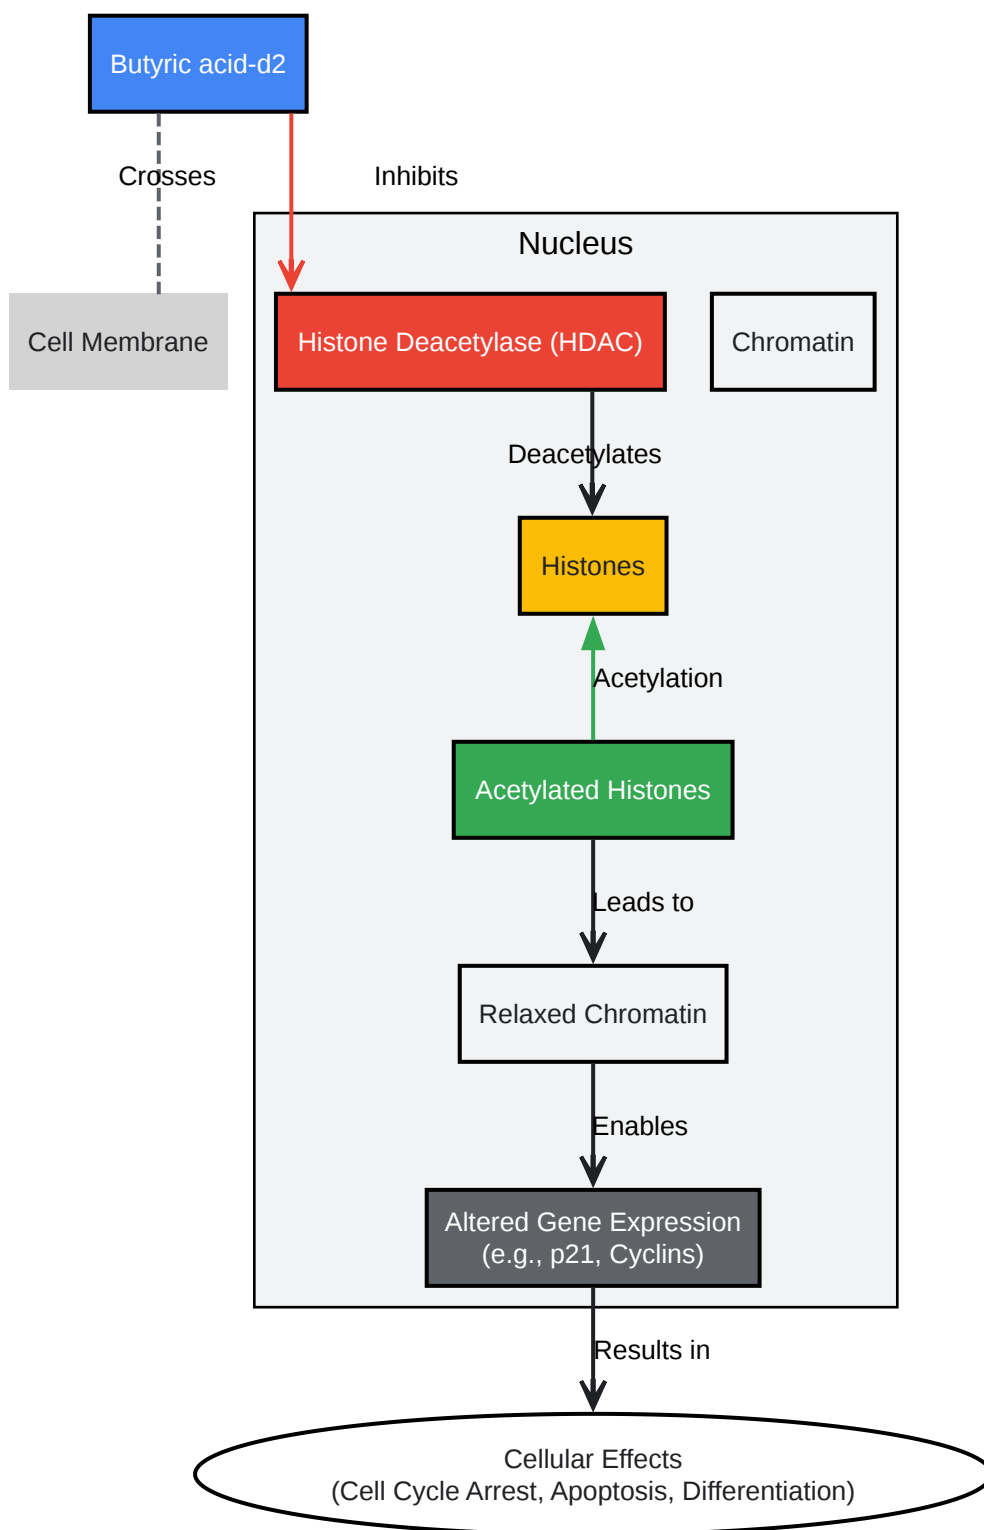 Butyric acid-d2
Crosses
Inhibits
Nucleus
Cell Membrane
Histone Deacetylase (HDAC)
Chromatin
Deacetylates
Histones
Acetylation
Acetylated Histones
Leads to
Relaxed Chromatin
Enables
Altered Gene Expression
(e.g., p21, Cyclins)
Results in
Cellular Effects
(Cell Cycle Arrest, Apoptosis, Differentiation)